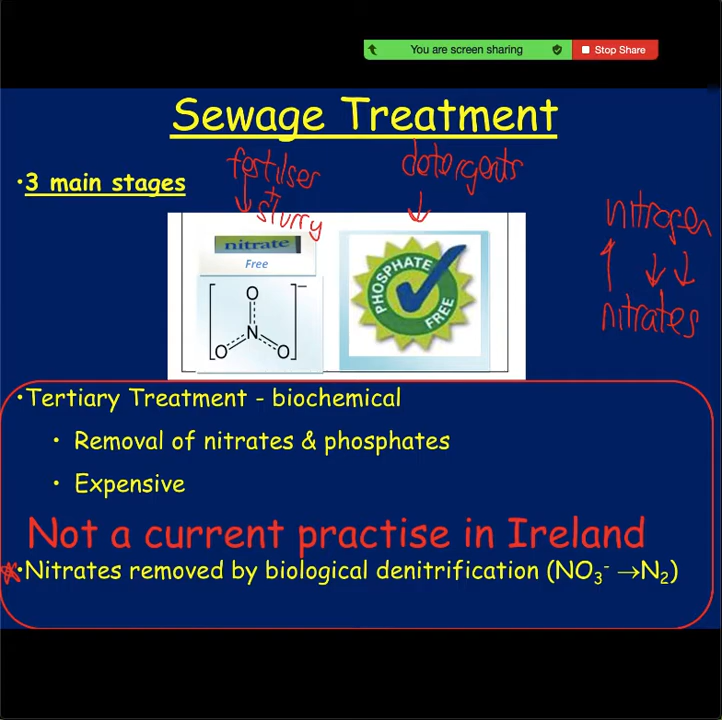 You are screen sharing
Stop Share
Sewage Treatment
•3 main stages
fertilser
+
slurry
detergents
nitrogen
nitrates
nitrate
Free
O
N
O
O
−
PHOSPHATE
FREE
•Tertiary Treatment - biochemical
• Removal of nitrates & phosphates
• Expensive
Not a current practise in Ireland
•Nitrates removed by biological denitrification (NO₃⁻ →N₂)